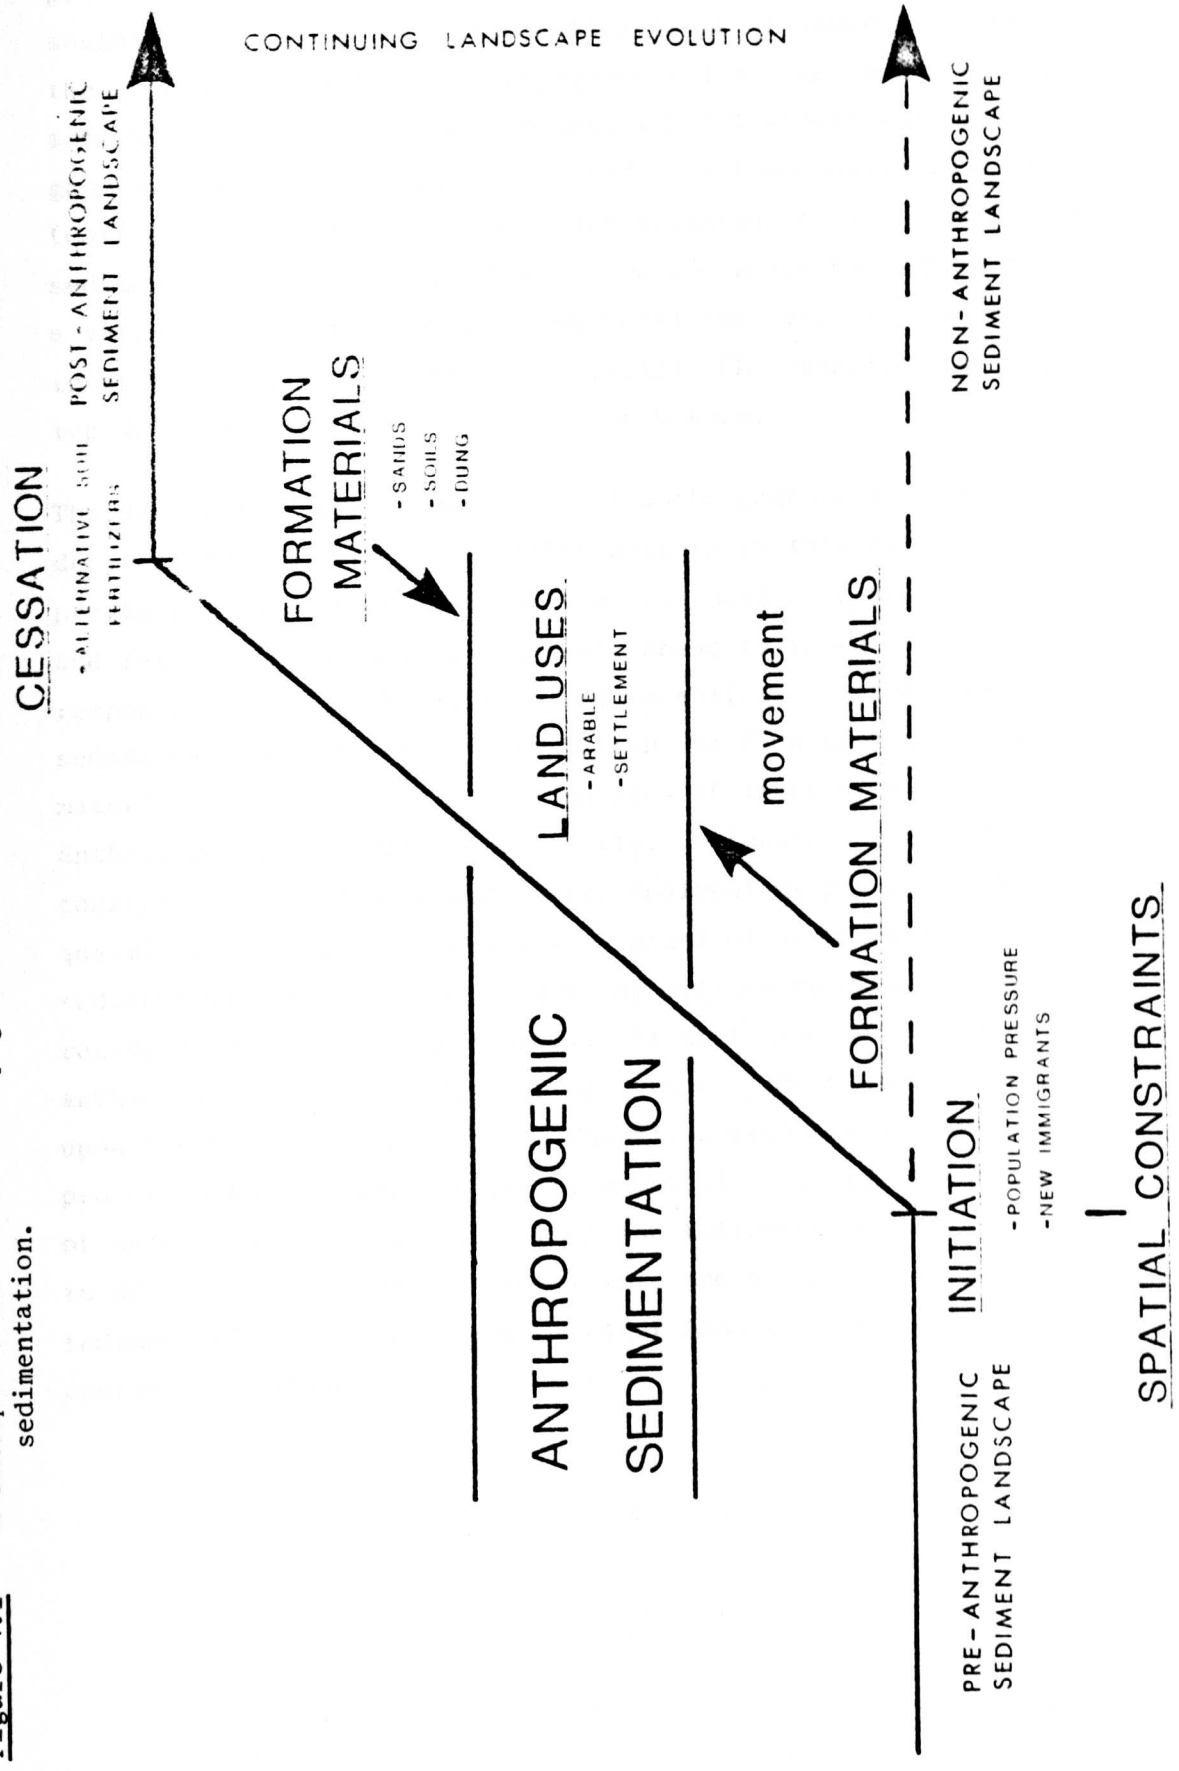 sedimentation.
CESSATION
-ALTERNATIVE SOIL
FERTILIZERS
POST-ANTHROPOGENIC
SEDIMENT LANDSCAPE
CONTINUING LANDSCAPE EVOLUTION
FORMATION
MATERIALS
-SANDS
-SOILS
-DUNG
ANTHROPOGENIC
SEDIMENTATION
LAND USES
-ARABLE
-SETTLEMENT
movement
FORMATION MATERIALS
PRE-ANTHROPOGENIC
SEDIMENT LANDSCAPE
INITIATION
-POPULATION PRESSURE
-NEW IMMIGRANTS
NON-ANTHROPOGENIC
SEDIMENT LANDSCAPE
SPATIAL CONSTRAINTS